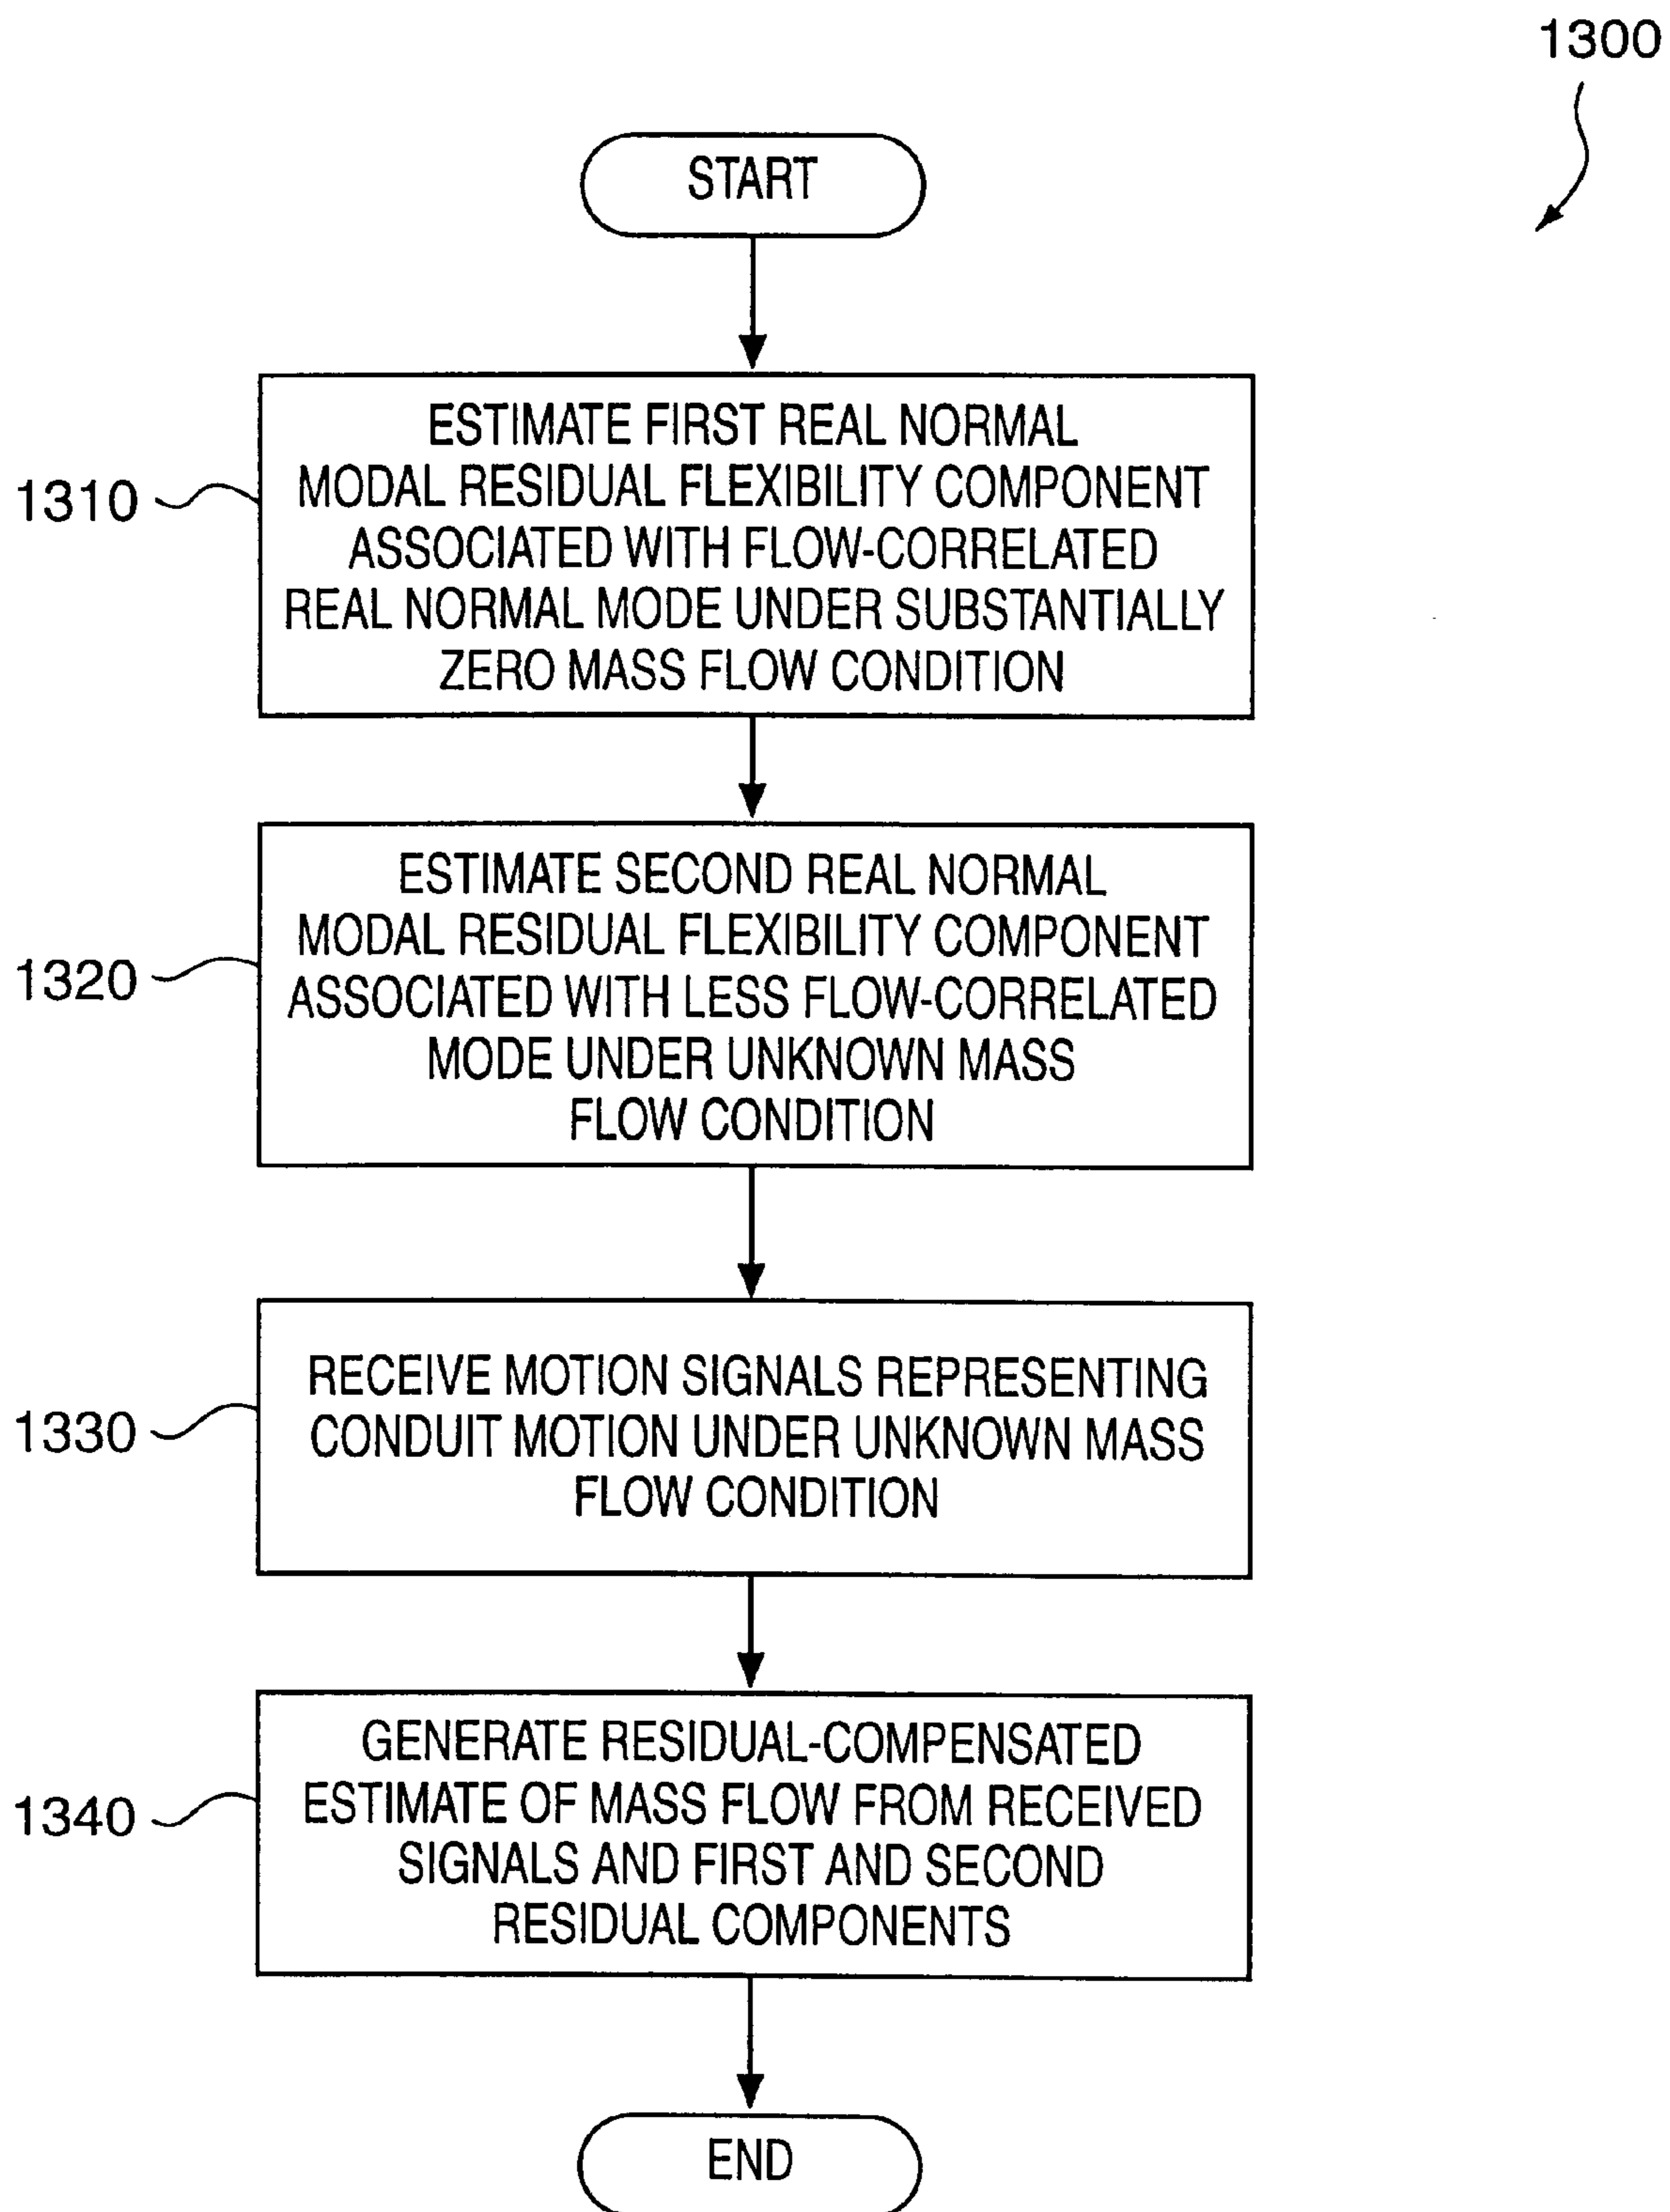 1300
START
1310
ESTIMATE FIRST REAL NORMAL
MODAL RESIDUAL FLEXIBILITY COMPONENT
ASSOCIATED WITH FLOW-CORRELATED
REAL NORMAL MODE UNDER SUBSTANTIALLY
ZERO MASS FLOW CONDITION
1320
ESTIMATE SECOND REAL NORMAL
MODAL RESIDUAL FLEXIBILITY COMPONENT
ASSOCIATED WITH LESS FLOW-CORRELATED
MODE UNDER UNKNOWN MASS
FLOW CONDITION
1330
RECEIVE MOTION SIGNALS REPRESENTING
CONDUIT MOTION UNDER UNKNOWN MASS
FLOW CONDITION
1340
GENERATE RESIDUAL-COMPENSATED
ESTIMATE OF MASS FLOW FROM RECEIVED
SIGNALS AND FIRST AND SECOND
RESIDUAL COMPONENTS
END